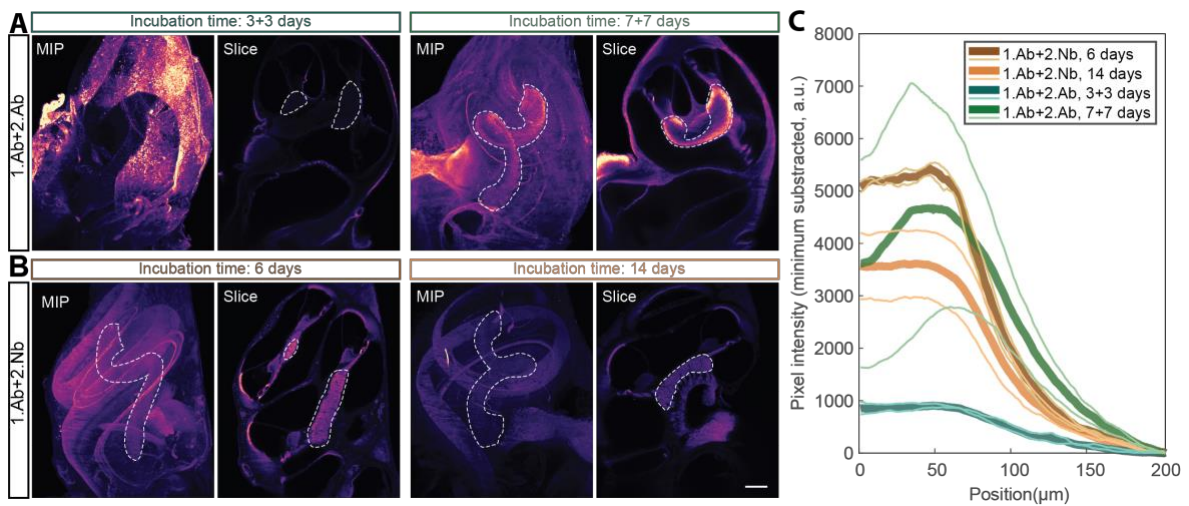 A
Incubation time: 3+3 days
Incubation time: 7+7 days
1.Ab+2.Ab
MIP
Slice
MIP
Slice
B
Incubation time: 6 days
Incubation time: 14 days
1.Ab+2.Nb
MIP
Slice
MIP
Slice
C
8000
7000
6000
5000
4000
3000
2000
1000
0
Pixel intensity (minimum substracted, a.u.)
1.Ab+2.Nb, 6 days
1.Ab+2.Nb, 14 days
1.Ab+2.Ab, 3+3 days
1.Ab+2.Ab, 7+7 days
0
50
100
150
200
Position(µm)